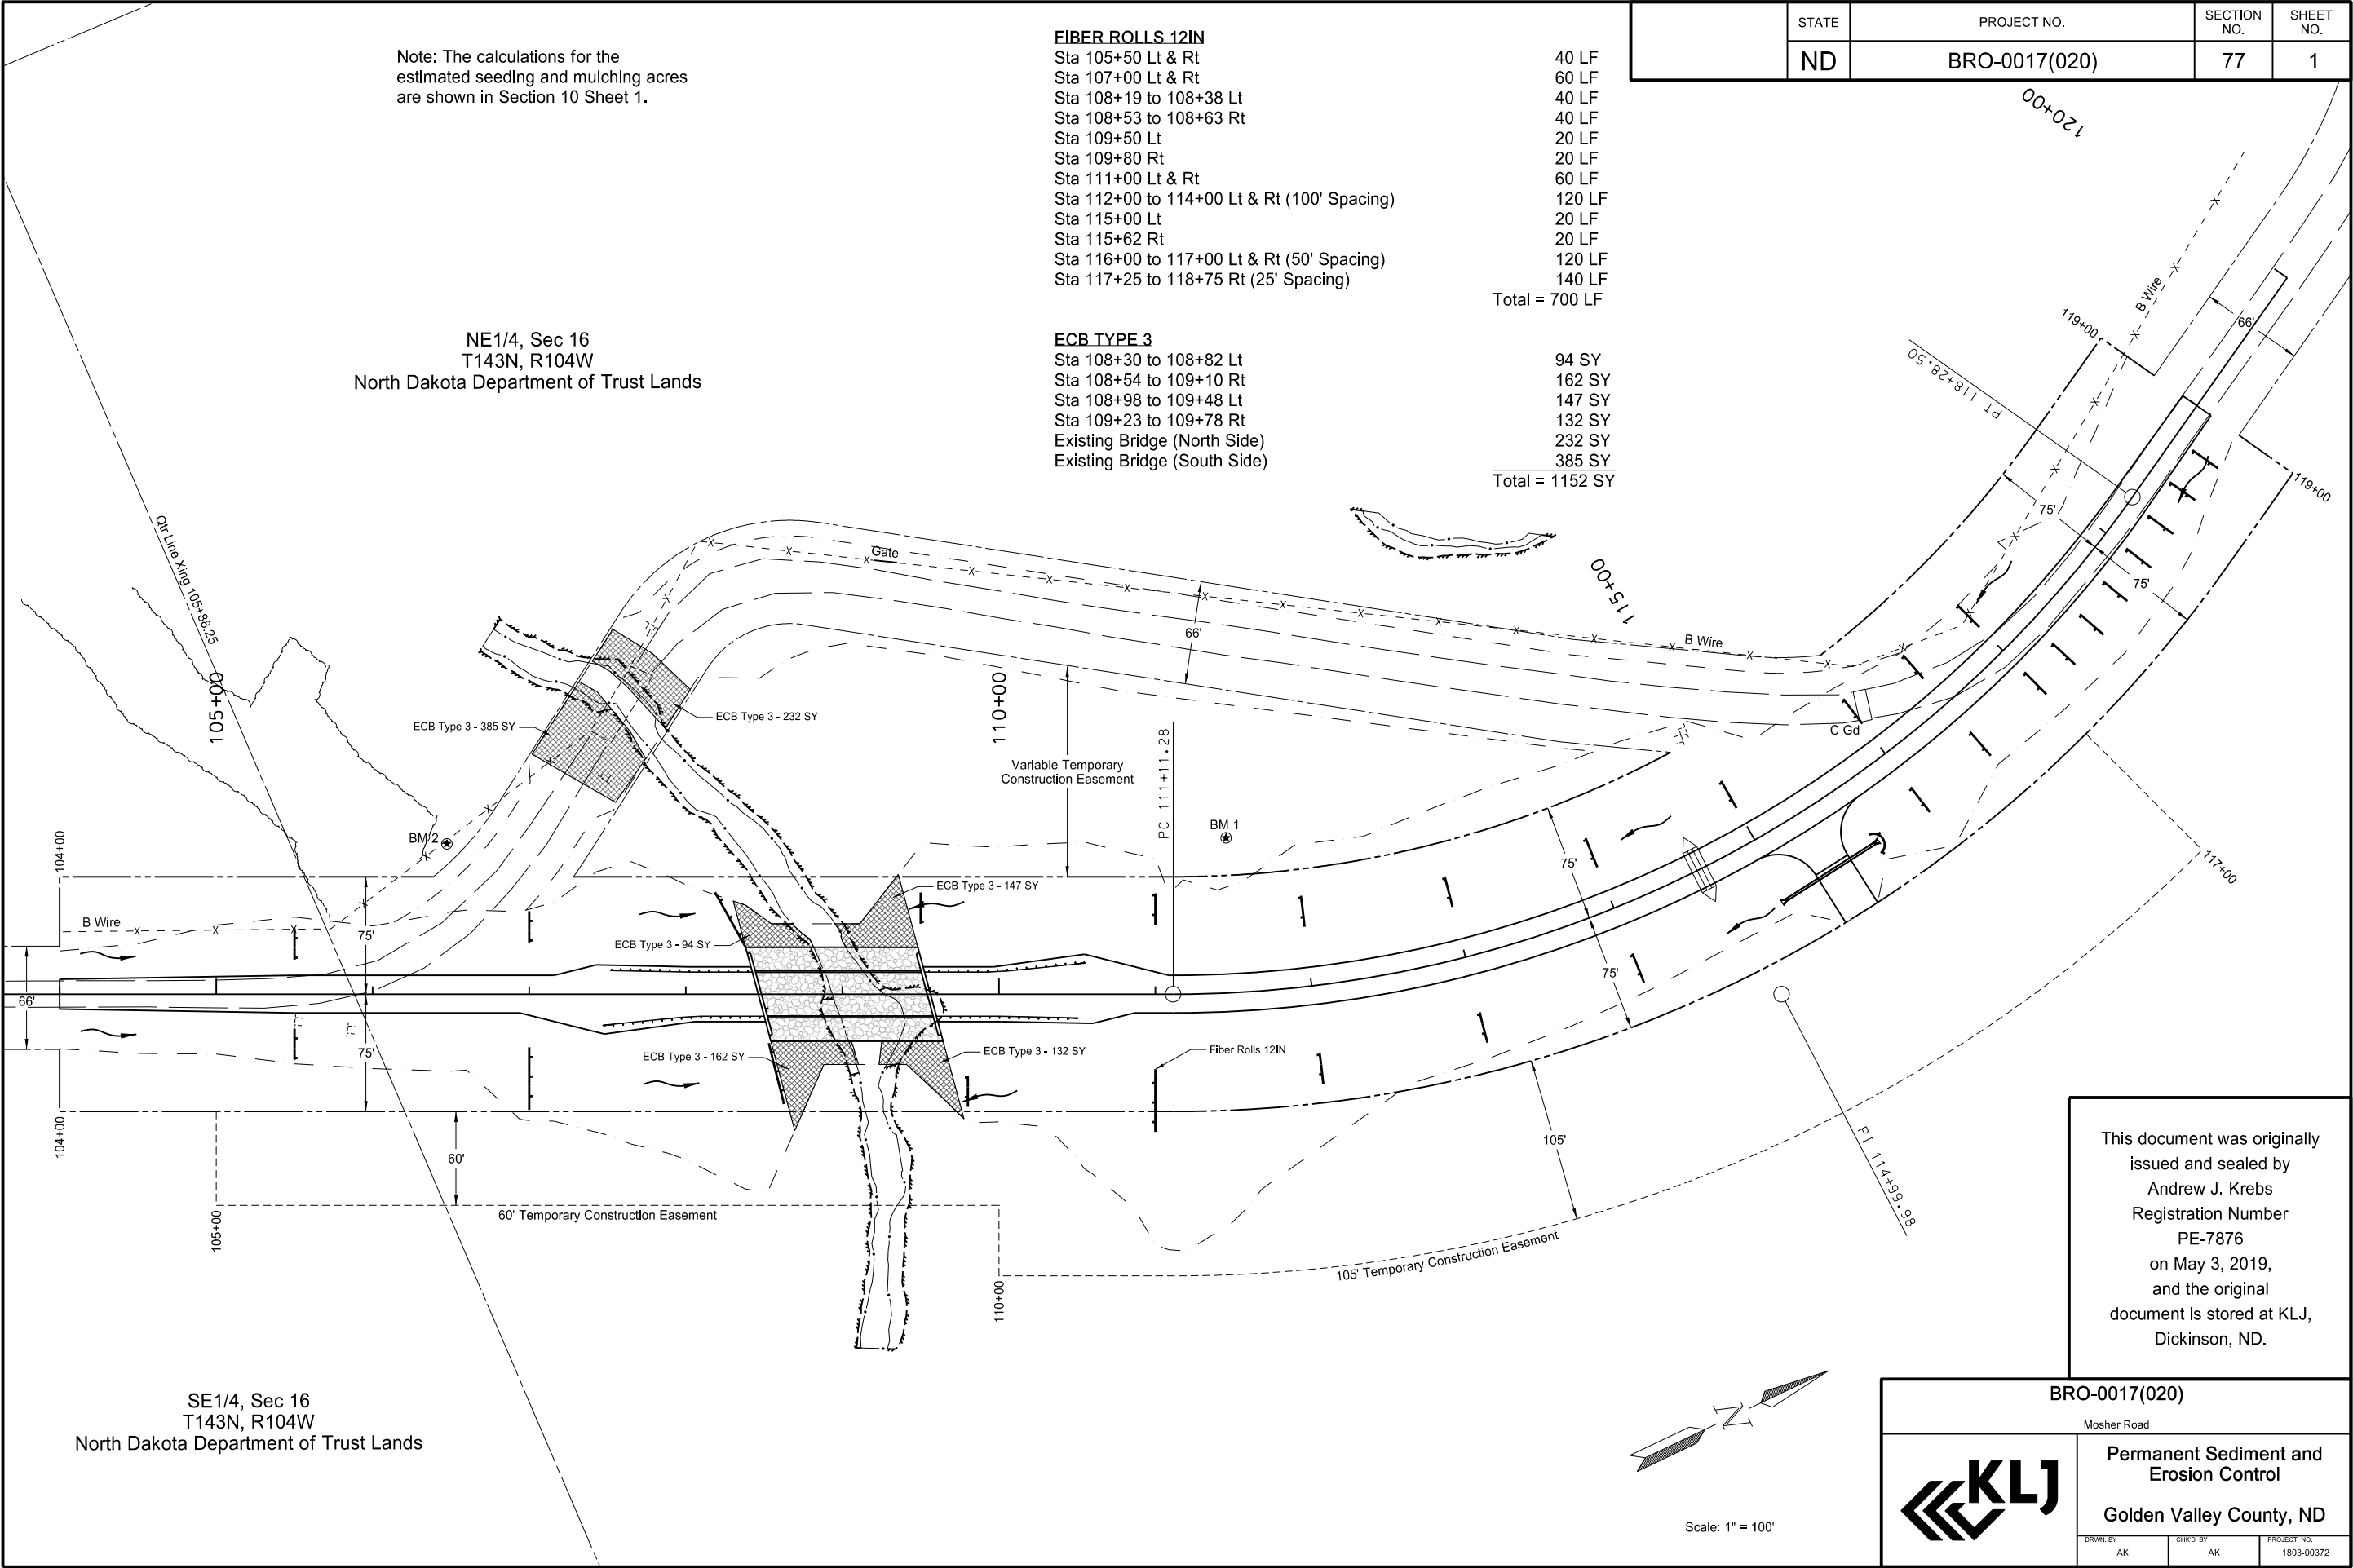 STATE
PROJECT NO.
SECTION NO.
SHEET NO.
ND
BRO-0017(020)
77
1
Note: The calculations for the
estimated seeding and mulching acres
are shown in Section 10 Sheet 1.
FIBER ROLLS 12IN
Sta 105+50 Lt & Rt 40 LF
Sta 107+00 Lt & Rt 60 LF
Sta 108+19 to 108+38 Lt 40 LF
Sta 108+53 to 108+63 Rt 40 LF
Sta 109+50 Lt 20 LF
Sta 109+80 Rt 20 LF
Sta 111+00 Lt & Rt 60 LF
Sta 112+00 to 114+00 Lt & Rt (100' Spacing) 120 LF
Sta 115+00 Lt 20 LF
Sta 115+62 Rt 20 LF
Sta 116+00 to 117+00 Lt & Rt (50' Spacing) 120 LF
Sta 117+25 to 118+75 Rt (25' Spacing) 140 LF
Total = 700 LF
ECB TYPE 3
Sta 108+30 to 108+82 Lt 94 SY
Sta 108+54 to 109+10 Rt 162 SY
Sta 108+98 to 109+48 Lt 147 SY
Sta 109+23 to 109+78 Rt 132 SY
Existing Bridge (North Side) 232 SY
Existing Bridge (South Side) 385 SY
Total = 1152 SY
NE1/4, Sec 16
T143N, R104W
North Dakota Department of Trust Lands
120+00
B Wire
119+00
66'
PT 118+28.50
119+00
75'
75'
Qtr Line Xing 105+88.25
Gate
115+00
66'
B Wire
105+00
ECB Type 3 - 385 SY
ECB Type 3 - 232 SY
110+00
Variable Temporary
Construction Easement
PC 111+11.28
C Gd
BM 2
BM 1
104+00
75'
117+00
B Wire
75'
ECB Type 3 - 147 SY
ECB Type 3 - 94 SY
75'
66'
75'
ECB Type 3 - 162 SY
ECB Type 3 - 132 SY
Fiber Rolls 12IN
104+00
60'
105'
PI 114+99.98
105+00
60' Temporary Construction Easement
110+00
105' Temporary Construction Easement
SE1/4, Sec 16
T143N, R104W
North Dakota Department of Trust Lands
N
Scale: 1" = 100'
This document was originally
issued and sealed by
Andrew J. Krebs
Registration Number
PE-7876
on May 3, 2019,
and the original
document is stored at KLJ,
Dickinson, ND.
BRO-0017(020)
Mosher Road
KLJ
Permanent Sediment and
Erosion Control
Golden Valley County, ND
DRWN. BY
AK
CHK'D. BY
AK
PROJECT NO.
1803-00372